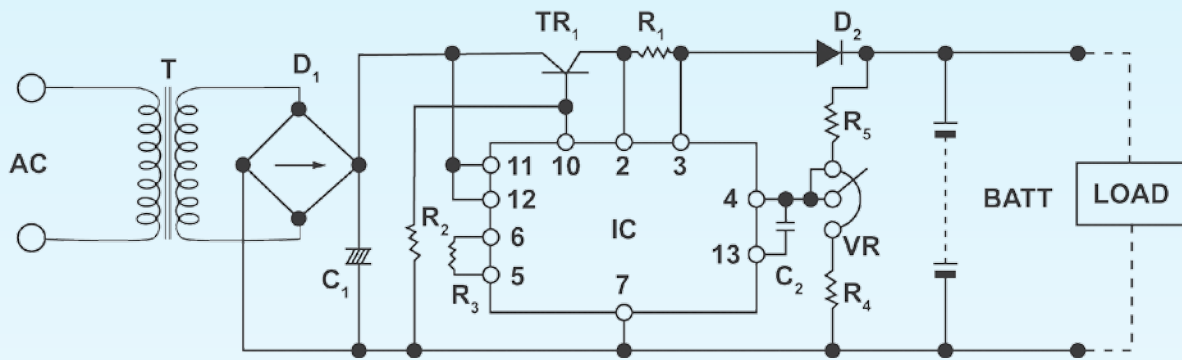 TR₁ R₁ D₂
T D₁
R₅
AC
11 10 2 3
12 4 BATT LOAD
R₂ 6 IC
13 VR
C₁ 5 C₂
R₃ 7 R₄